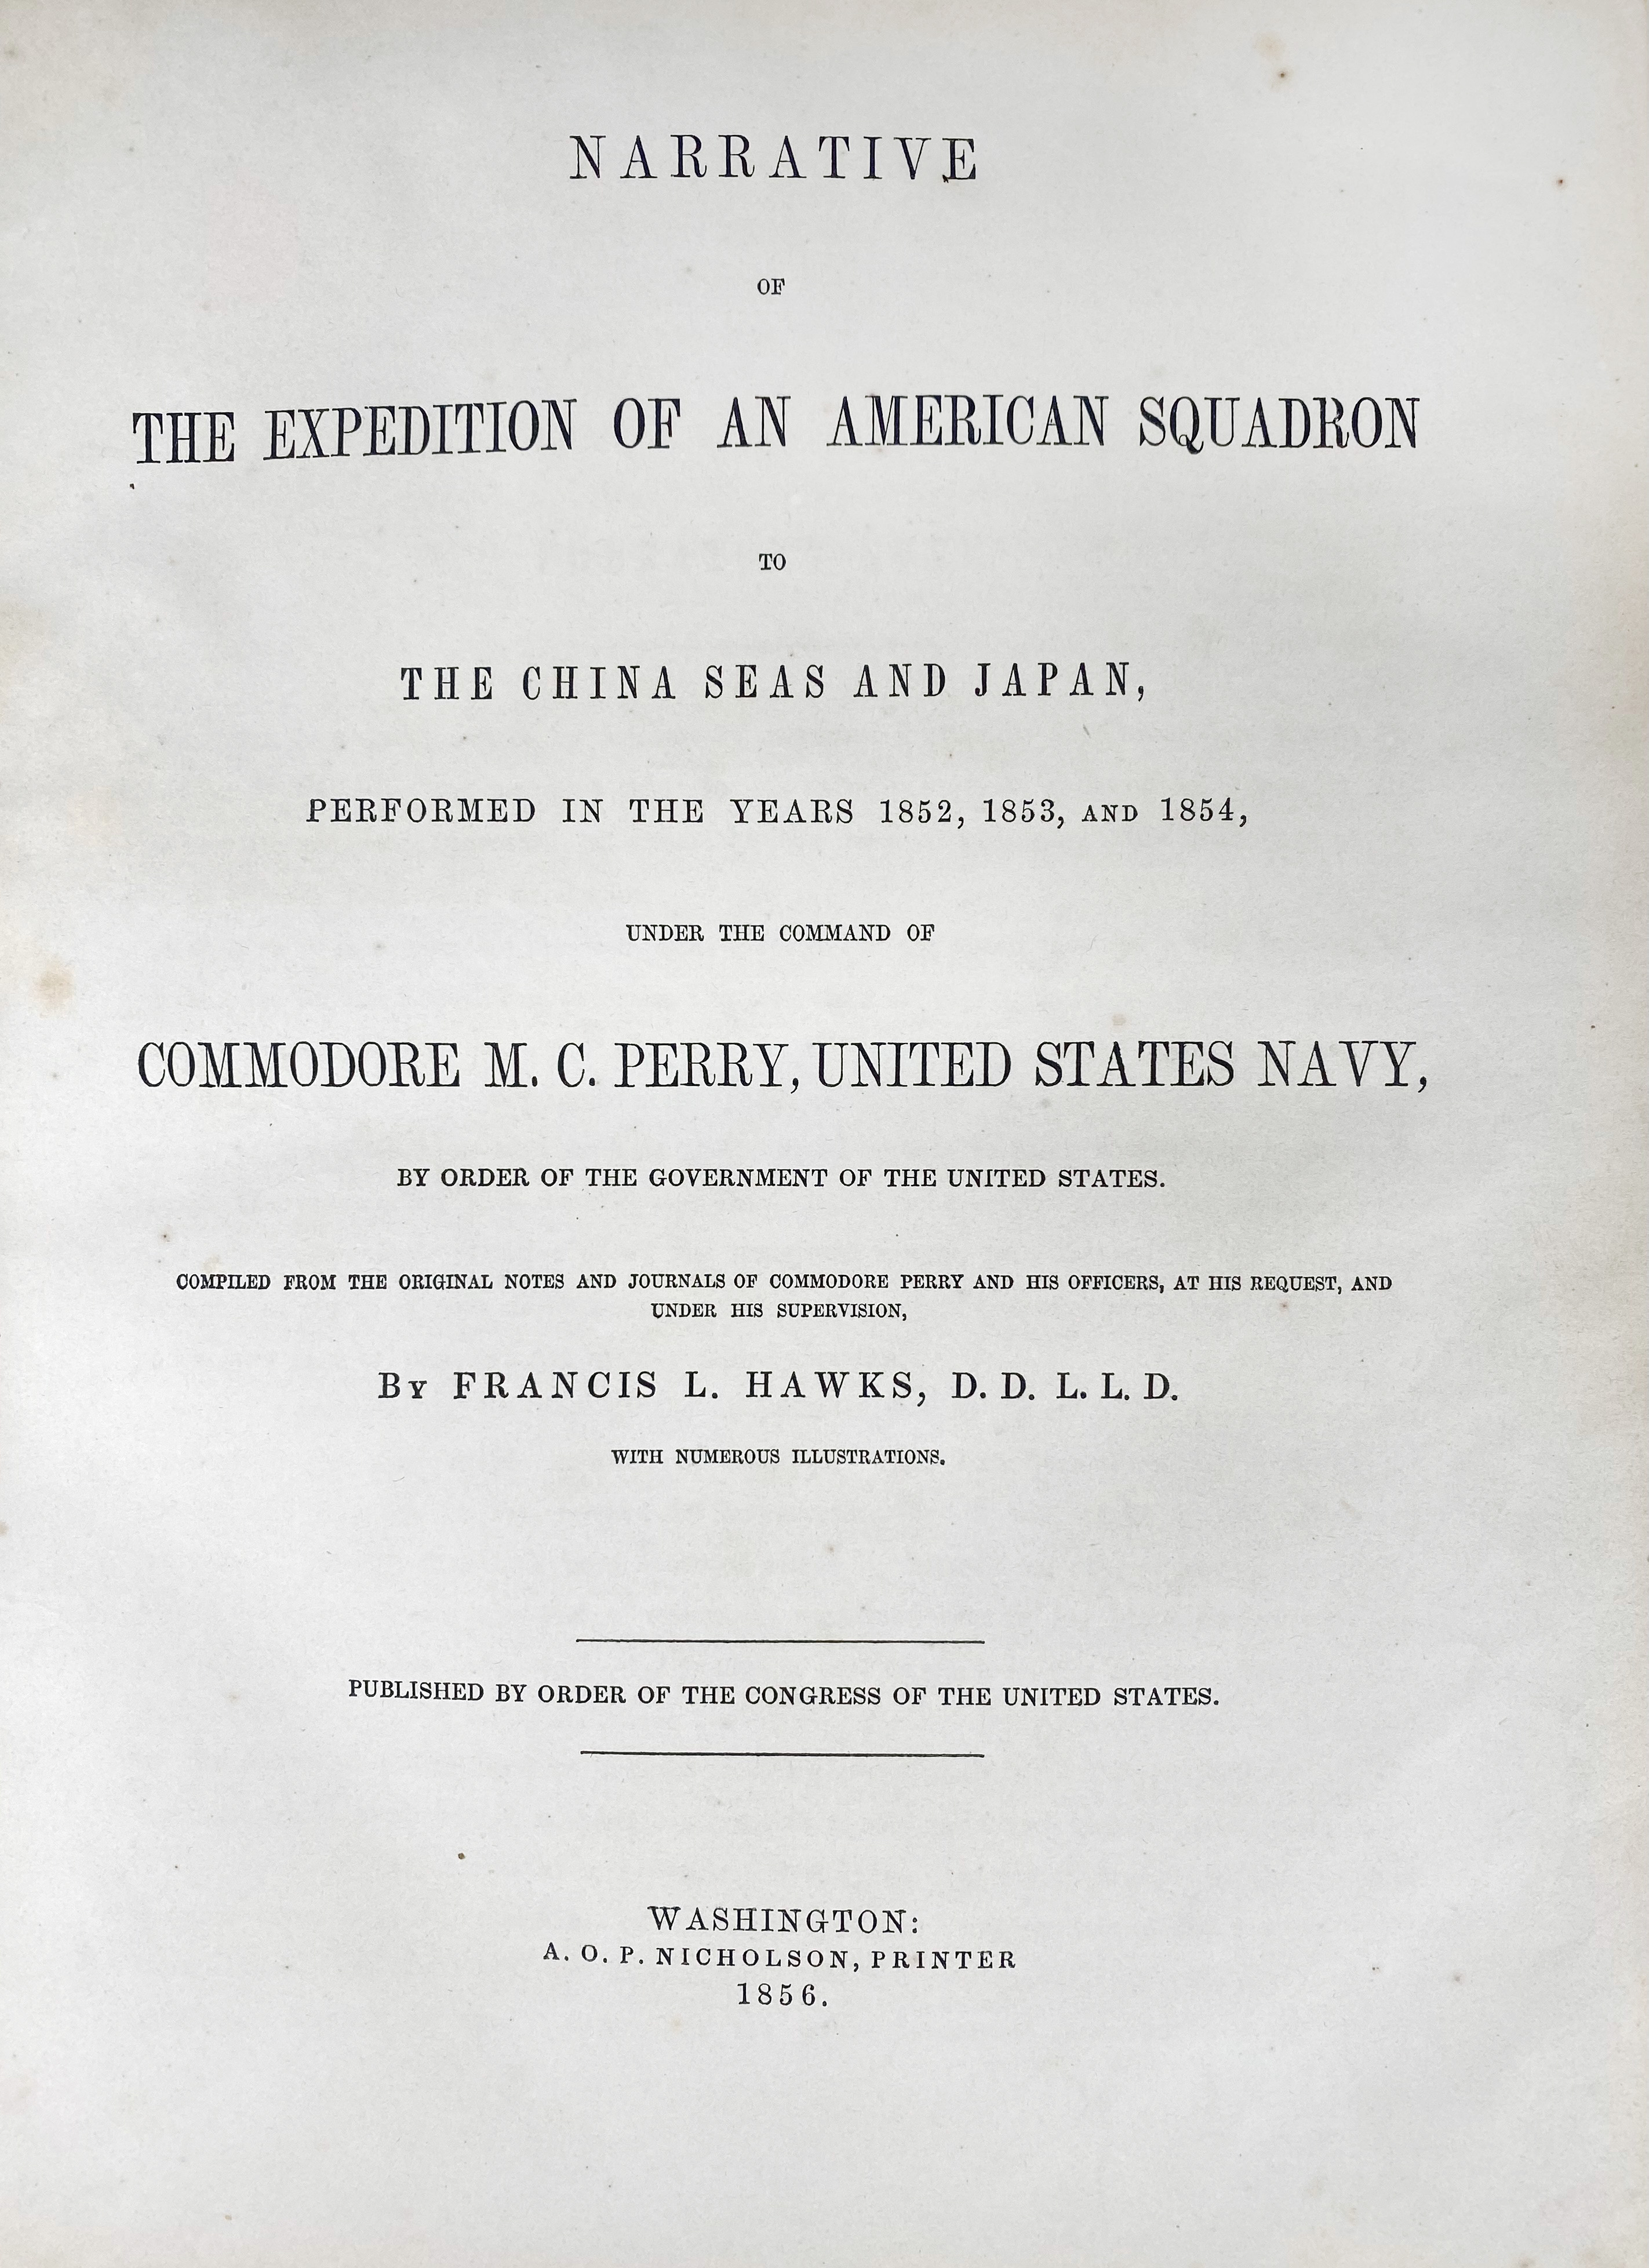 NARRATIVE
OF
THE EXPEDITION OF AN AMERICAN SQUADRON
TO
THE CHINA SEAS AND JAPAN,
PERFORMED IN THE YEARS 1852, 1853, AND 1854,
UNDER THE COMMAND OF
COMMODORE M. C. PERRY, UNITED STATES NAVY,
BY ORDER OF THE GOVERNMENT OF THE UNITED STATES.
COMPILED FROM THE ORIGINAL NOTES AND JOURNALS OF COMMODORE PERRY AND HIS OFFICERS, AT HIS REQUEST, AND
UNDER HIS SUPERVISION,
BY FRANCIS L. HAWKS, D. D. L. L. D.
WITH NUMEROUS ILLUSTRATIONS.
PUBLISHED BY ORDER OF THE CONGRESS OF THE UNITED STATES.
WASHINGTON:
A. O. P. NICHOLSON, PRINTER
1856.